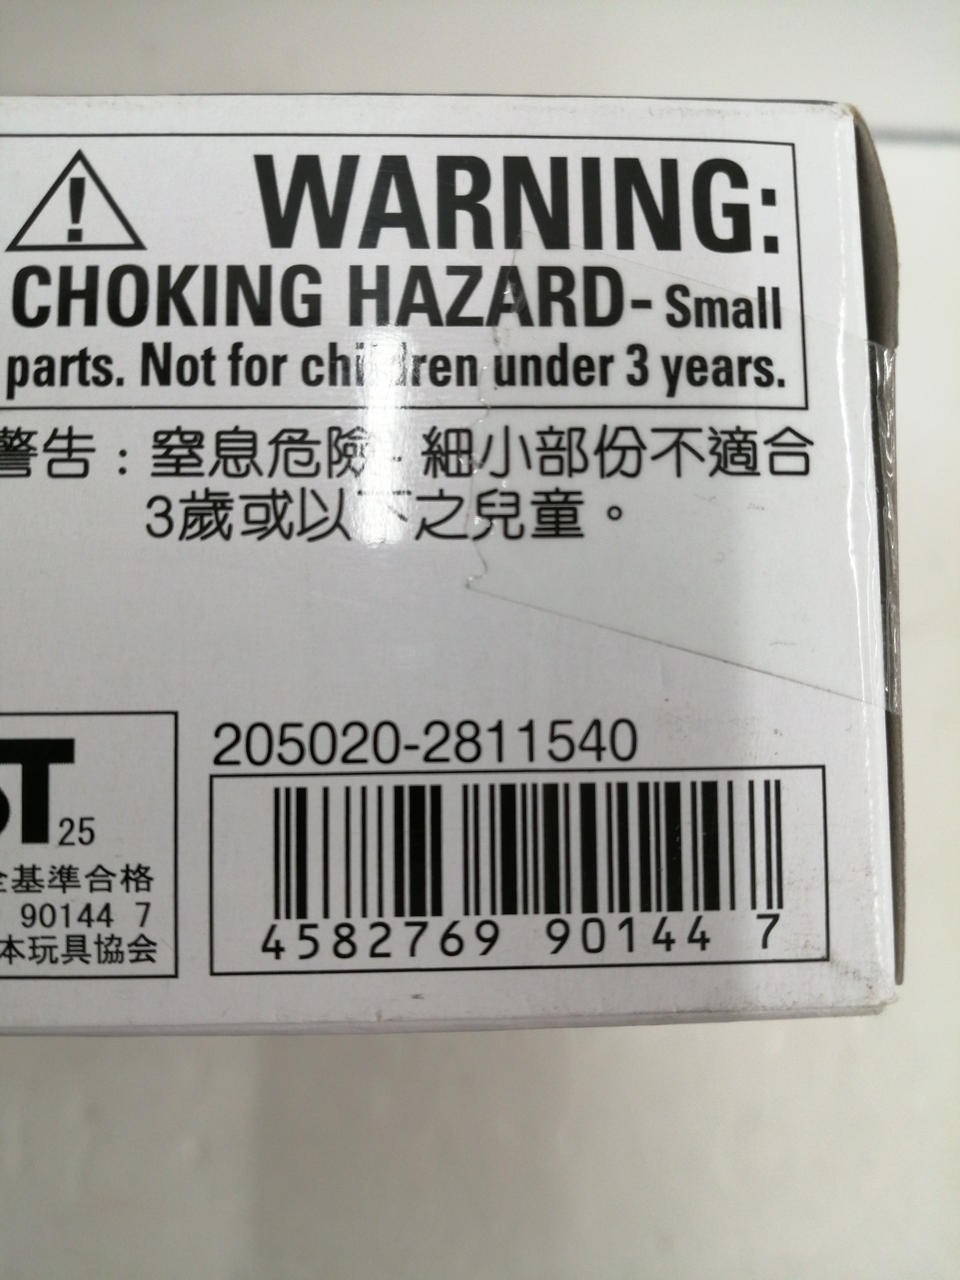 WARNING:
CHOKING HAZARD- Small
parts. Not for children under 3 years.
警告：窒息危險- 細小部份不適合
3歲或以下之兒童。
205020-2811540
ST 25
全基準合格
90144 7
本玩具協会
4582769 90144 7